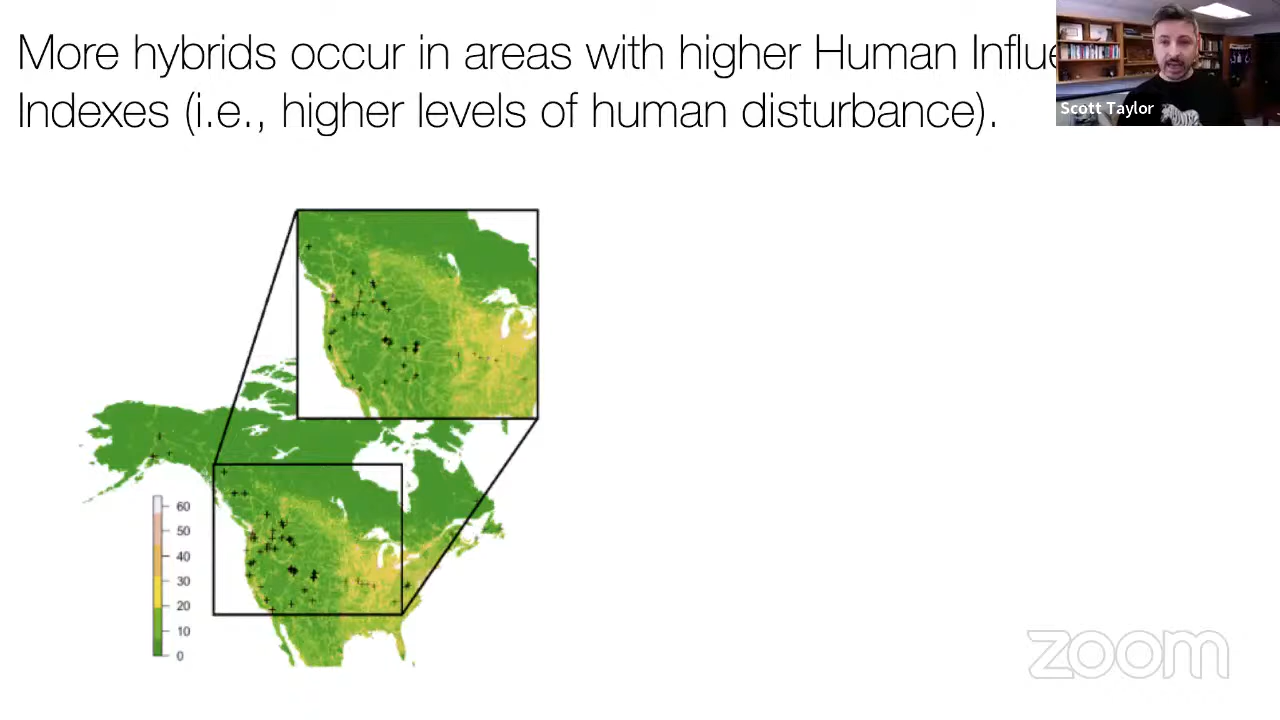 More hybrids occur in areas with higher Human Influe
Indexes (i.e., higher levels of human disturbance).
Scott Taylor
60
50
40
30
20
10
0
zoom